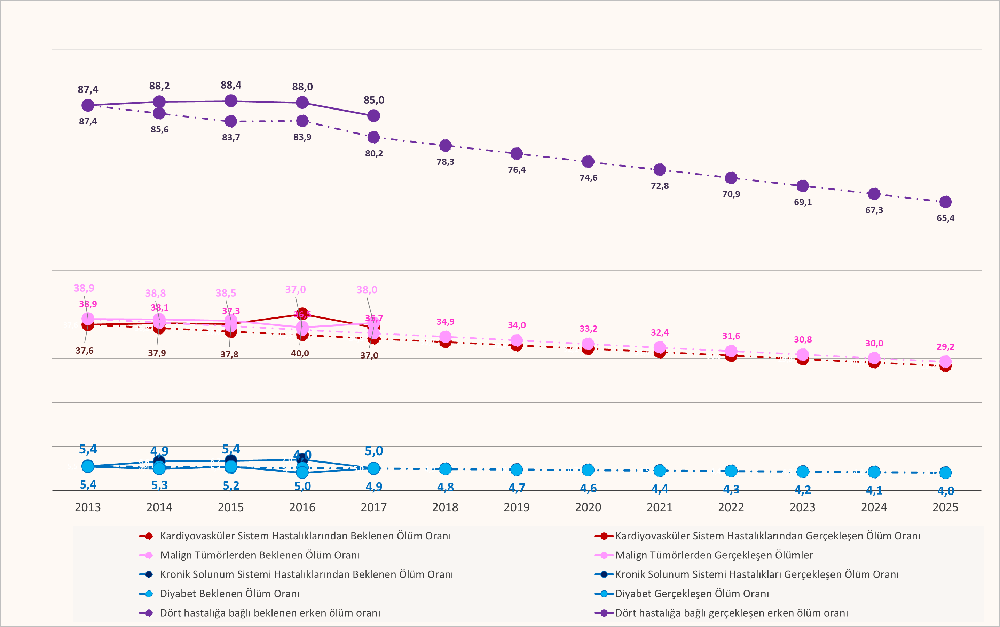 87,4 88,2 88,4 88,0 85,0
87,4 85,6 83,7 83,9 80,2 78,3 76,4 74,6 72,8 70,9 69,1 67,3 65,4
38,9 38,8 38,5 37,0 38,0
38,9 38,1 37,3 36,5 35,7 34,9 34,0 33,2 32,4 31,6 30,8 30,0 29,2
37,6 37,9 37,8 40,0 37,0
5,4 4,9 5,4 4,0 5,0
5,4 5,3 5,2 5,0 4,9 4,8 4,7 4,6 4,4 4,3 4,2 4,1 4,0
2013 2014 2015 2016 2017 2018 2019 2020 2021 2022 2023 2024 2025
Kardiyovasküler Sistem Hastalıklarından Beklenen Ölüm Oranı
Kardiyovasküler Sistem Hastalıklarından Gerçekleşen Ölüm Oranı
Malign Tümörlerden Beklenen Ölüm Oranı
Malign Tümörlerden Gerçekleşen Ölümler
Kronik Solunum Sistemi Hastalıklarından Beklenen Ölüm Oranı
Kronik Solunum Sistemi Hastalıkları Gerçekleşen Ölüm Oranı
Diyabet Beklenen Ölüm Oranı
Diyabet Gerçekleşen Ölüm Oranı
Dört hastalığa bağlı beklenen erken ölüm oranı
Dört hastalığa bağlı gerçekleşen erken ölüm oranı